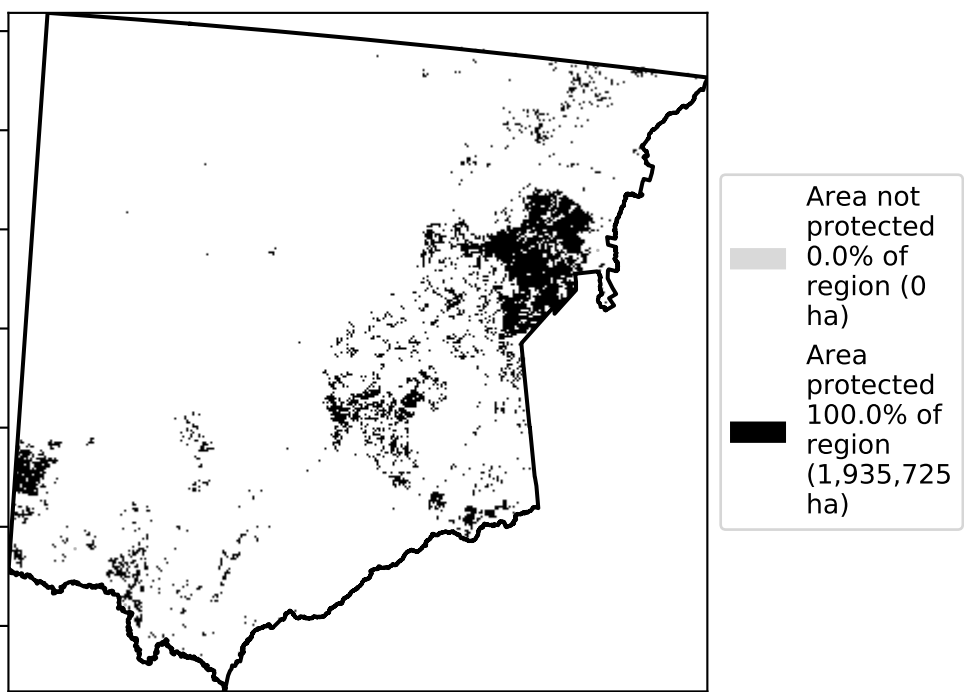 Area not
protected
0.0% of
region (0
ha)
Area
protected
100.0% of
region
(1,935,725
ha)